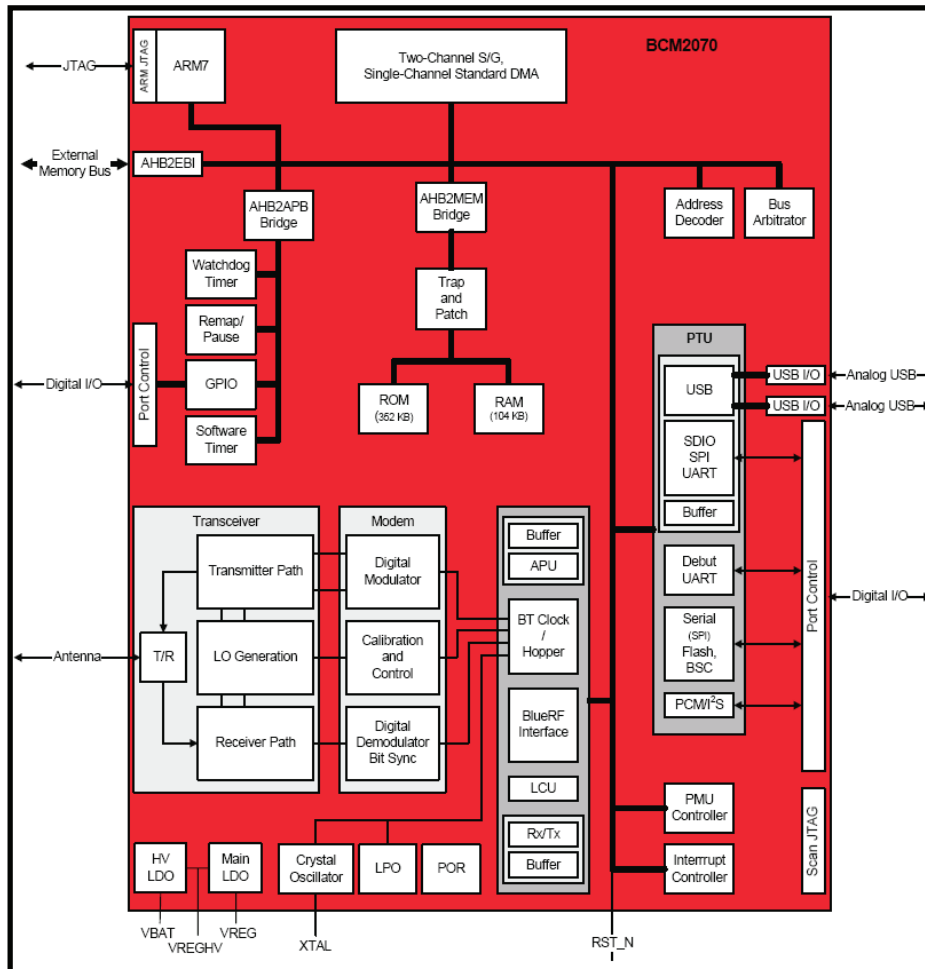 BCM2070
Two-Channel S/G,
Single-Channel Standard DMA
JTAG
ARM JTAG
ARM7
External
Memory Bus
AHB2EBI
AHB2APB
Bridge
AHB2MEM
Bridge
Address
Decoder
Bus
Arbitrator
Watchdog
Timer
Trap
and
Patch
Remap/
Pause
Digital I/O
Port Control
GPIO
Software
Timer
ROM
(352 KB)
RAM
(104 KB)
PTU
USB
USB I/O
Analog USB
USB I/O
Analog USB
SDIO
SPI
UART
Buffer
Debut
UART
Serial
(SPI)
Flash,
BSC
PCM/I²S
Port Control
Digital I/O
Transceiver
Transmitter Path
LO Generation
Receiver Path
T/R
Antenna
Modem
Digital
Modulator
Calibration
and
Control
Digital
Demodulator
Bit Sync
Buffer
APU
BT Clock
/
Hopper
BlueRF
Interface
LCU
Rx/Tx
Buffer
PMU
Controller
Interrrupt
Controller
Scan JTAG
HV
LDO
Main
LDO
Crystal
Oscillator
LPO
POR
VBAT
VREGHV
VREG
XTAL
RST_N